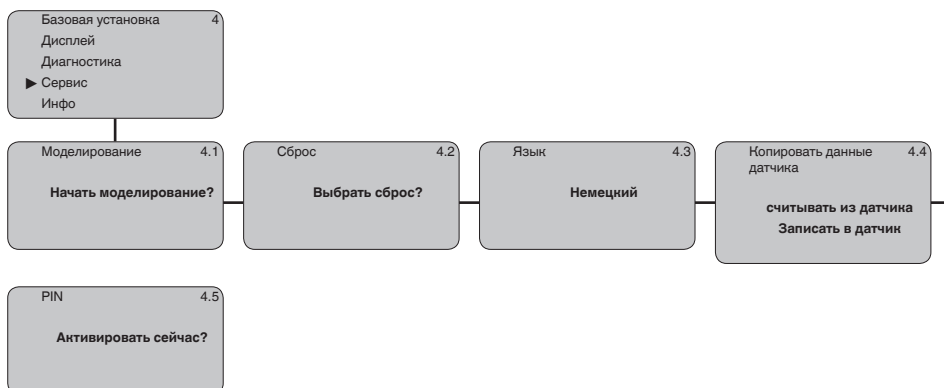 Базовая установка 4
Дисплей
Диагностика
▶ Сервис
Инфо
Моделирование 4.1
Начать моделирование?
Сброс 4.2
Выбрать сброс?
Язык 4.3
Немецкий
Копировать данные 4.4
датчика
считывать из датчика
Записать в датчик
PIN 4.5
Активировать сейчас?